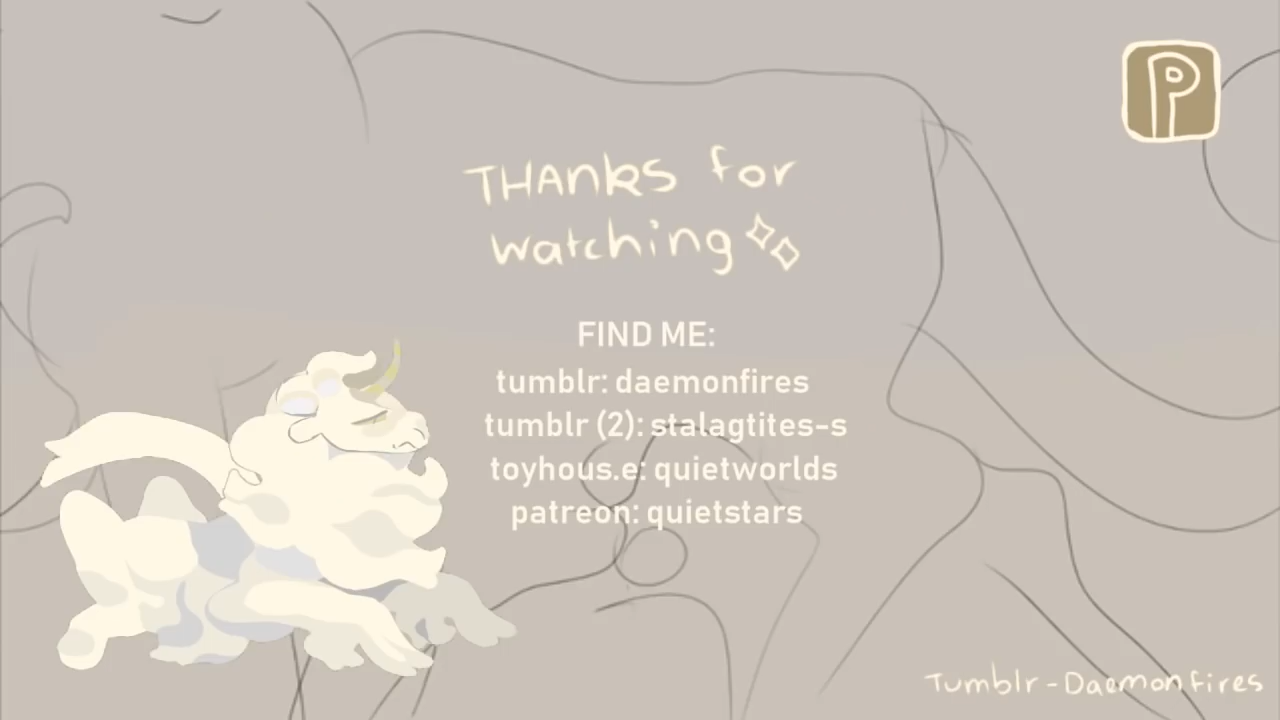 P
THANKS for
watching
FIND ME:
tumblr: daemonfires
tumblr (2): stalagtites-s
toyhous.e: quietworlds
patreon: quietstars
Tumblr - Daemonfires